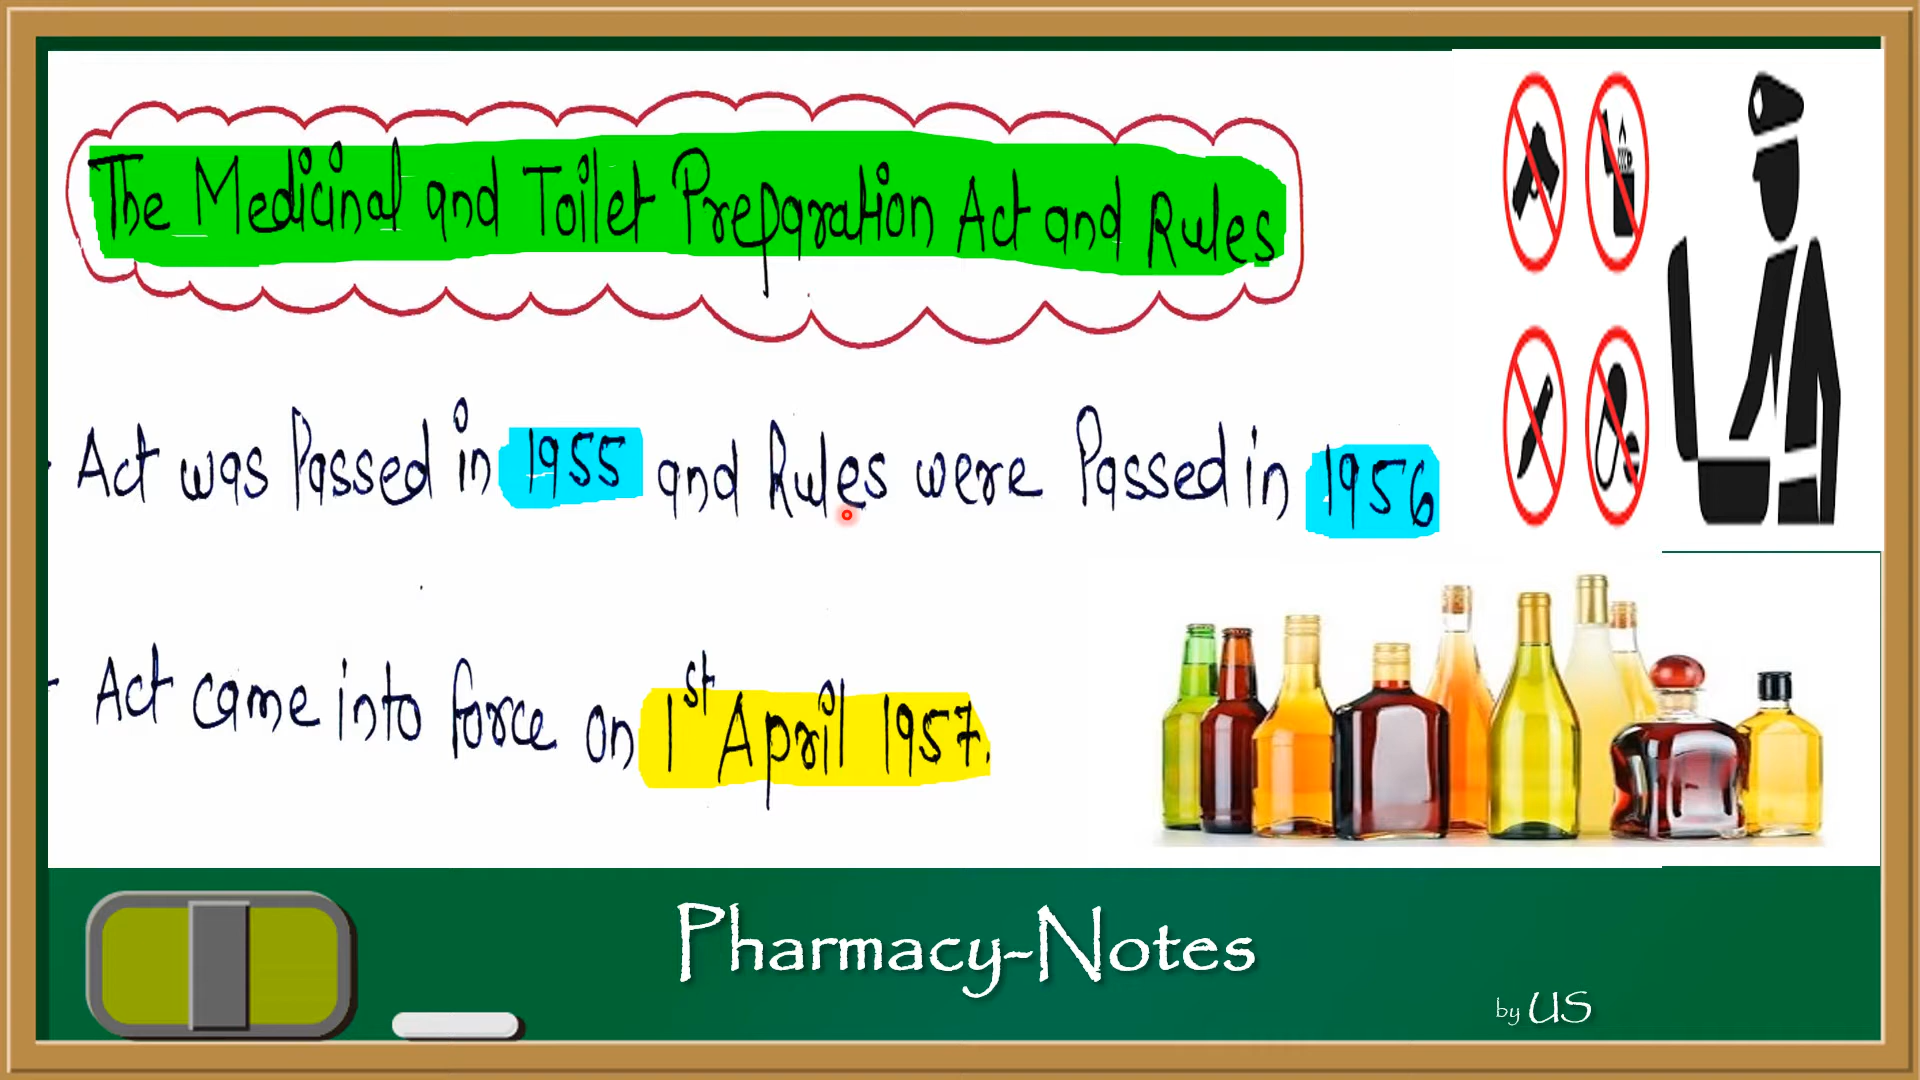 The Medicinal and Toilet Preparation Act and Rules
Act was Passed in 1955 and Rules were Passed in 1956
Act came into force on 1st April 1957.
Pharmacy-Notes
by US